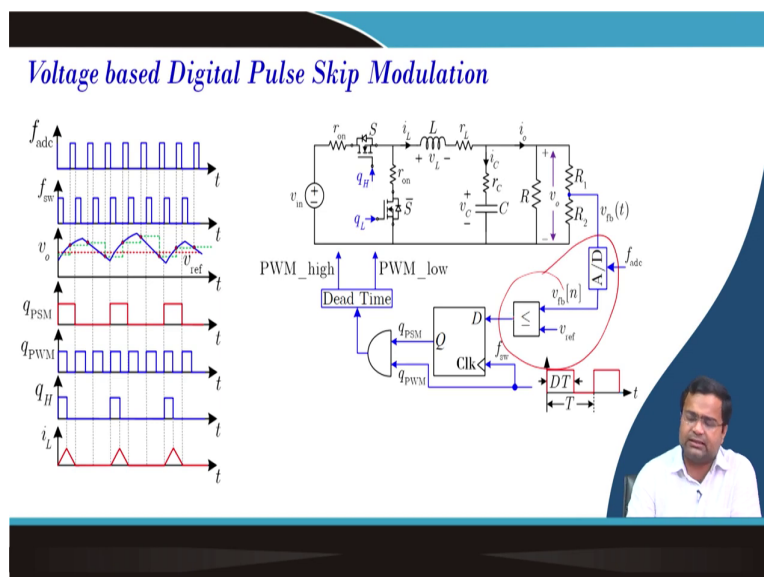 Voltage based Digital Pulse Skip Modulation
f_adc
t
f_sw
t
v_o
v_ref
t
q_PSM
t
q_PWM
t
q_H
t
i_L
t
r_on
S
i_L
L
r_L
i_o
+ v_L −
i_C
q_H
r_on
r_C
+
R_1
v_in
+
−
q_L
S̅
+
v_C
−
C
R
v_o
R_2
v_fb(t)
−
PWM_high
PWM_low
A/D
f_adc
Dead Time
v_fb[n]
D
≤
v_ref
q_PSM
Q
f_sw
Clk
q_PWM
DT
T
t